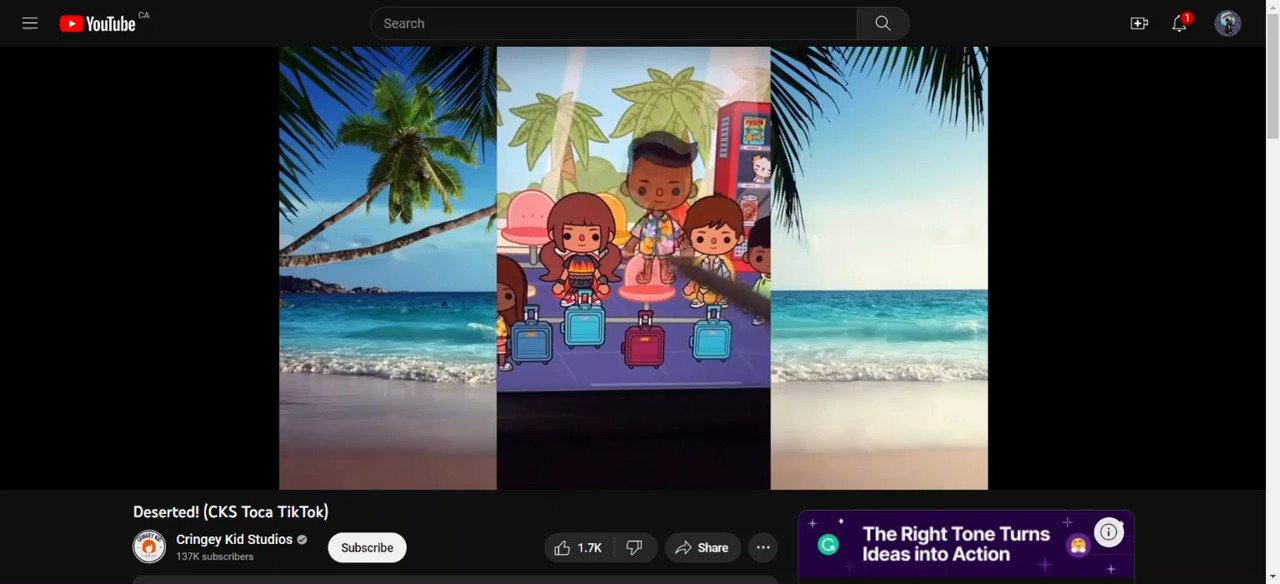 YouTube CA
Search
1
Deserted! (CKS Toca TikTok)
Cringey Kid Studios
137K subscribers
Subscribe
1.7K
Share
The Right Tone Turns
Ideas into Action